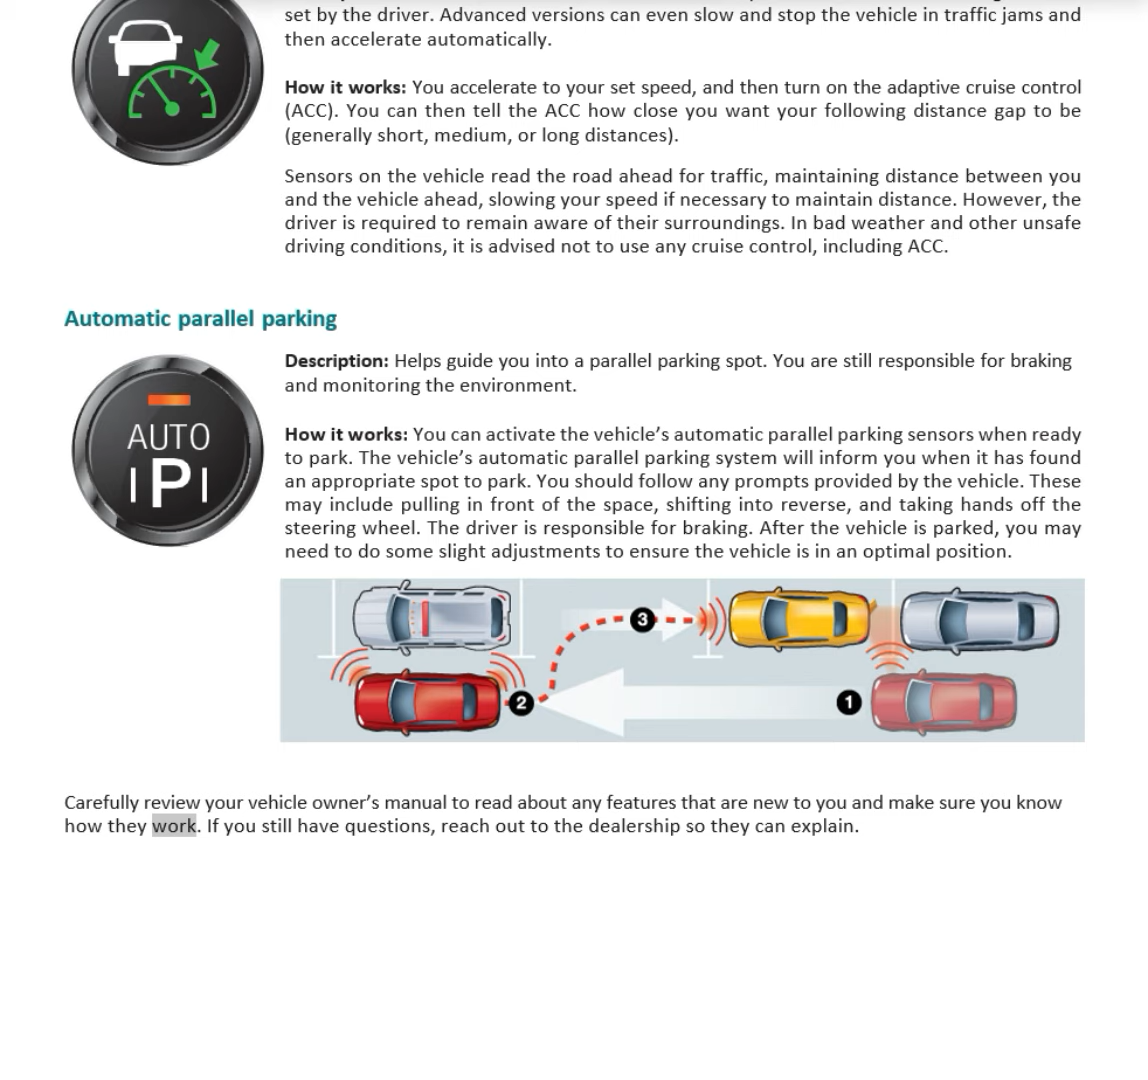 set by the driver. Advanced versions can even slow and stop the vehicle in traffic jams and
then accelerate automatically.
How it works: You accelerate to your set speed, and then turn on the adaptive cruise control
(ACC). You can then tell the ACC how close you want your following distance gap to be
(generally short, medium, or long distances).
Sensors on the vehicle read the road ahead for traffic, maintaining distance between you
and the vehicle ahead, slowing your speed if necessary to maintain distance. However, the
driver is required to remain aware of their surroundings. In bad weather and other unsafe
driving conditions, it is advised not to use any cruise control, including ACC.
Automatic parallel parking
AUTO
P
Description: Helps guide you into a parallel parking spot. You are still responsible for braking
and monitoring the environment.
How it works: You can activate the vehicle’s automatic parallel parking sensors when ready
to park. The vehicle’s automatic parallel parking system will inform you when it has found
an appropriate spot to park. You should follow any prompts provided by the vehicle. These
may include pulling in front of the space, shifting into reverse, and taking hands off the
steering wheel. The driver is responsible for braking. After the vehicle is parked, you may
need to do some slight adjustments to ensure the vehicle is in an optimal position.
3
2
1
Carefully review your vehicle owner’s manual to read about any features that are new to you and make sure you know
how they work. If you still have questions, reach out to the dealership so they can explain.